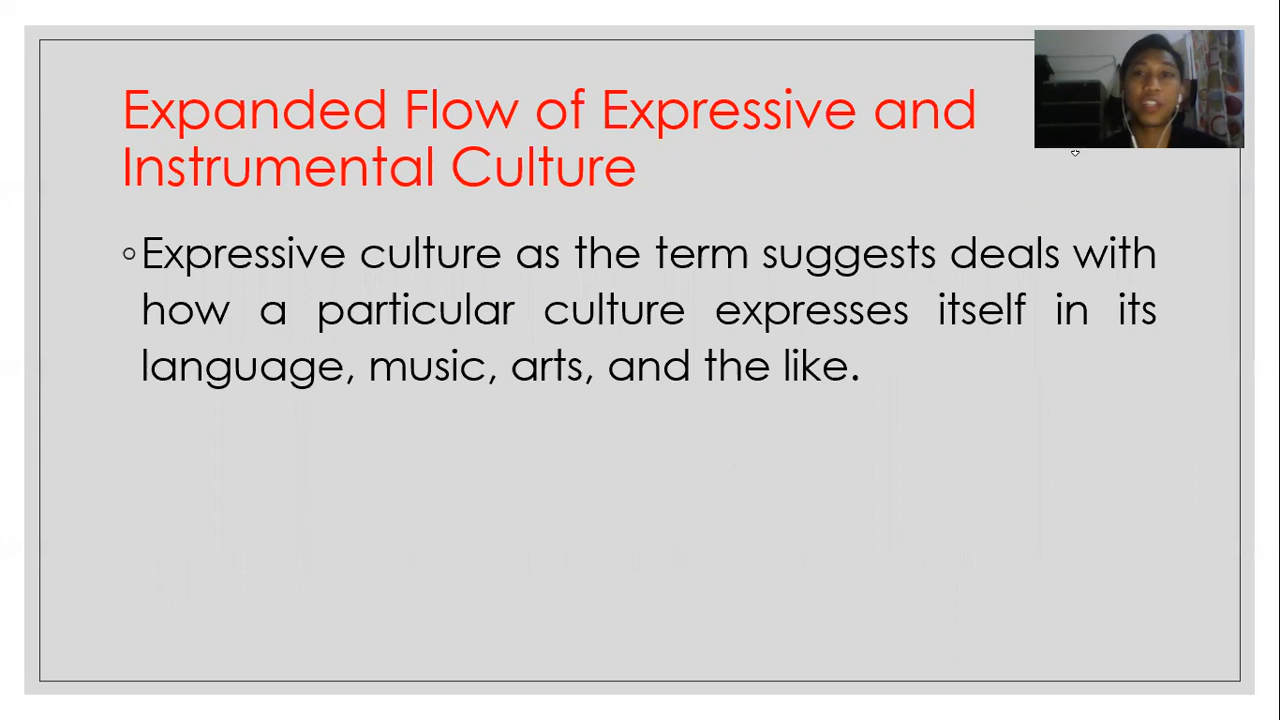 Expanded Flow of Expressive and
Instrumental Culture
Expressive culture as the term suggests deals with
how a particular culture expresses itself in its
language, music, arts, and the like.